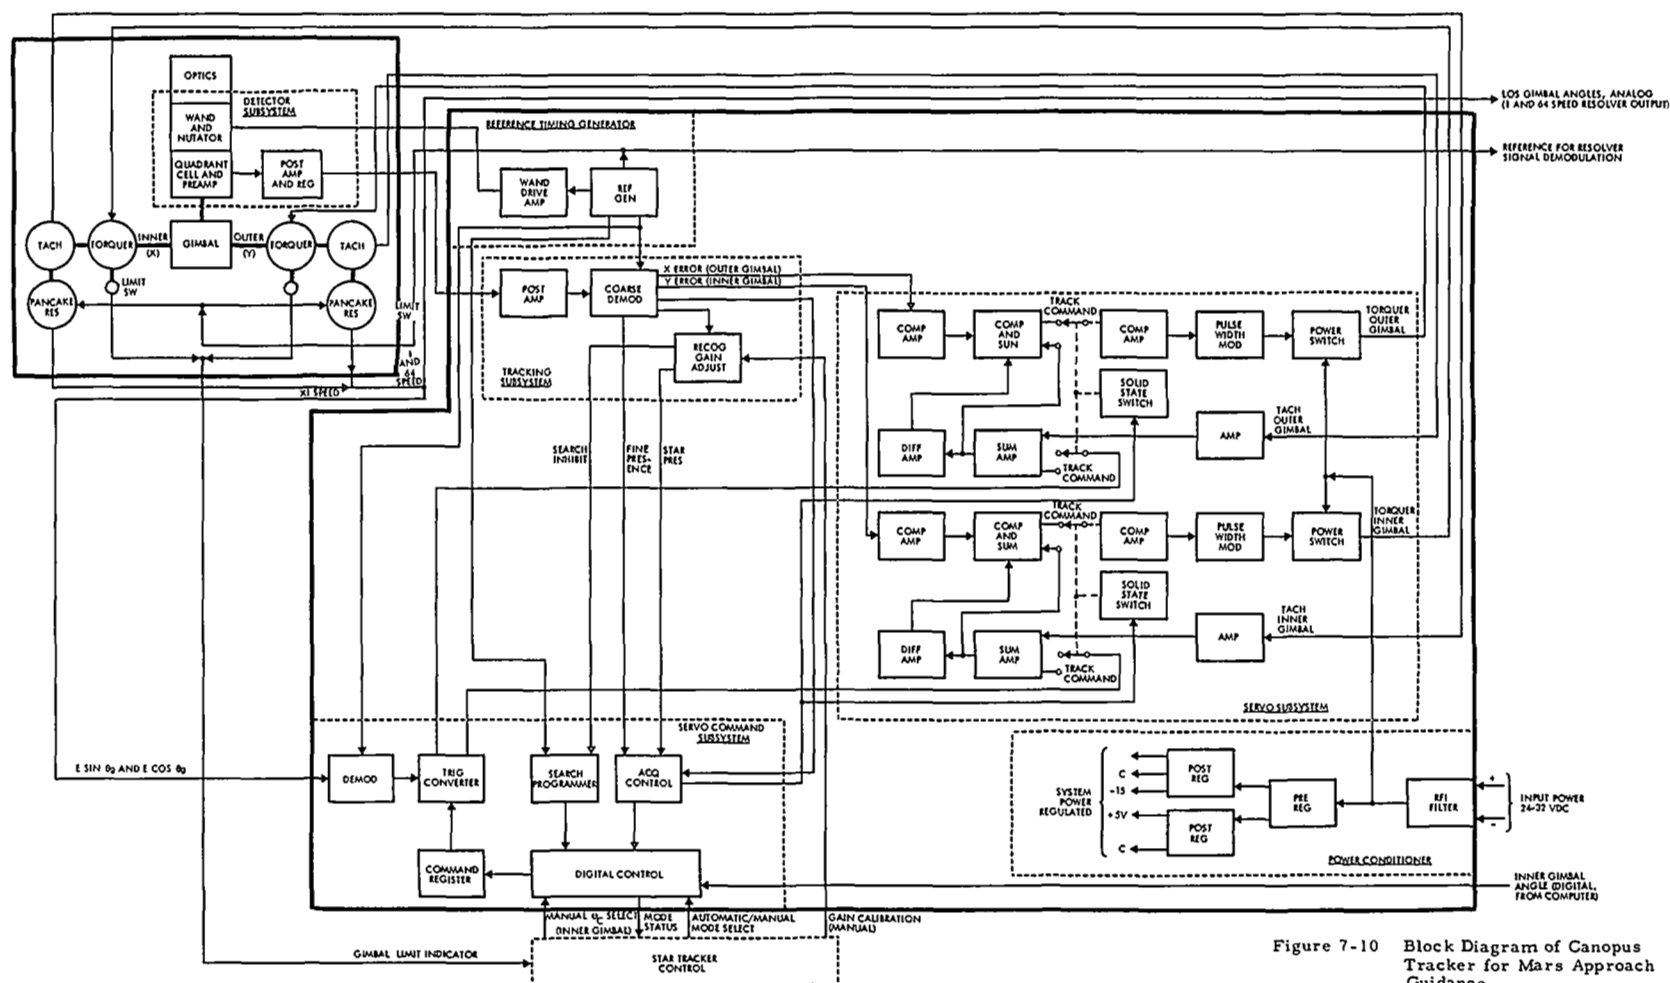 OPTICS
DETECTOR
SUBSYSTEM
WAND
AND
NUTATOR
QUADRANT
CELL AND
PREAMP
POST
AMP
AND REG
TACH
TORQUER
INNER
(X)
GIMBAL
OUTER
(Y)
TORQUER
TACH
LIMIT
SW
PANCAKE
RES
PANCAKE
RES
LIMIT
SW
1
AND
64
SPEED
X1 SPEED
LOS GIMBAL ANGLES, ANALOG
(1 AND 64 SPEED RESOLVER OUTPUT)
REFERENCE FOR RESOLVER
SIGNAL DEMODULATION
REFERENCE TIMING GENERATOR
WAND
DRIVE
AMP
REF
GEN
POST
AMP
COARSE
DEMOD
X ERROR (OUTER GIMBAL)
Y ERROR (INNER GIMBAL)
RECOG
GAIN
ADJUST
TRACKING
SUBSYSTEM
SEARCH
INHIBIT
FINE
PRES-
ENCE
STAR
PRES
COMP
AMP
COMP
AND
SUN
TRACK
COMMAND
COMP
AMP
PULSE
WIDTH
MOD
POWER
SWITCH
TORQUER
OUTER
GIMBAL
SOLID
STATE
SWITCH
DIFF
AMP
SUM
AMP
TRACK
COMMAND
AMP
TACH
OUTER
GIMBAL
COMP
AMP
COMP
AND
SUM
TRACK
COMMAND
COMP
AMP
PULSE
WIDTH
MOD
POWER
SWITCH
TORQUER
INNER
GIMBAL
SOLID
STATE
SWITCH
DIFF
AMP
SUM
AMP
TRACK
COMMAND
AMP
TACH
INNER
GIMBAL
SERVO SUBSYSTEM
SERVO COMMAND
SUBSYSTEM
E SIN θg AND E COS θg
DEMOD
TRIG
CONVERTER
SEARCH
PROGRAMMER
ACQ
CONTROL
COMMAND
REGISTER
DIGITAL CONTROL
SYSTEM
POWER
REGULATED
C
-15
+5V
C
POST
REG
POST
REG
PRE
REG
RFI
FILTER
+
-
INPUT POWER
24-32 VDC
POWER CONDITIONER
INNER GIMBAL
ANGLE (DIGITAL,
FROM COMPUTER)
MANUAL θC SELECT
(INNER GIMBAL)
MODE
STATUS
AUTOMATIC/MANUAL
MODE SELECT
GAIN CALIBRATION
(MANUAL)
GIMBAL LIMIT INDICATOR
STAR TRACKER
CONTROL
Figure 7-10 Block Diagram of Canopus
Tracker for Mars Approach
Guidance